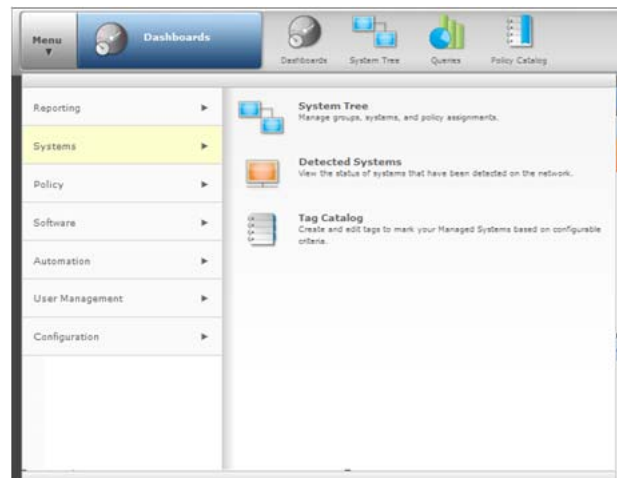 Menu
Dashboards
Dashboards
System Tree
Queries
Policy Catalog
Reporting
Systems
Policy
Software
Automation
User Management
Configuration
System Tree
Manage groups, systems, and policy assignments.
Detected Systems
View the status of systems that have been detected on the network.
Tag Catalog
Create and edit tags to mark your Managed Systems based on configurable
criteria.